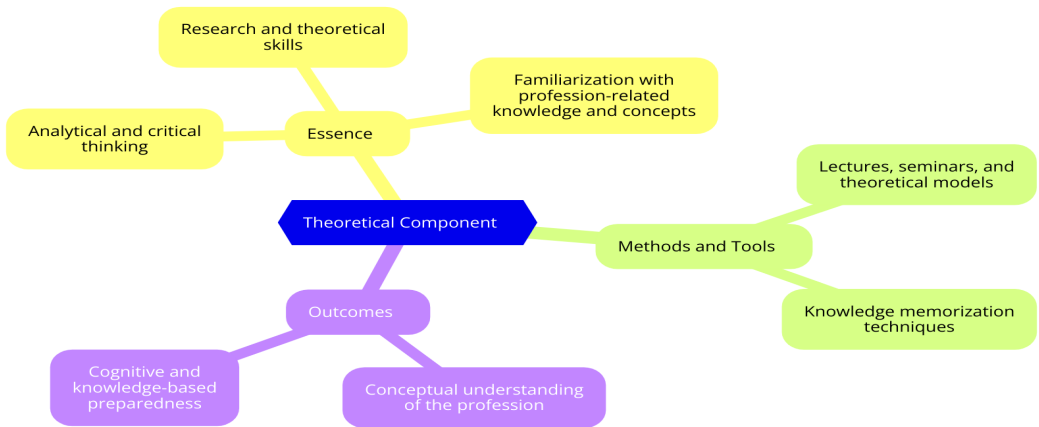 Research and theoretical
skills
Familiarization with
profession-related
knowledge and concepts
Analytical and critical
thinking
Essence
Lectures, seminars, and
theoretical models
Theoretical Component
Methods and Tools
Knowledge memorization
techniques
Outcomes
Cognitive and
knowledge-based
preparedness
Conceptual understanding
of the profession